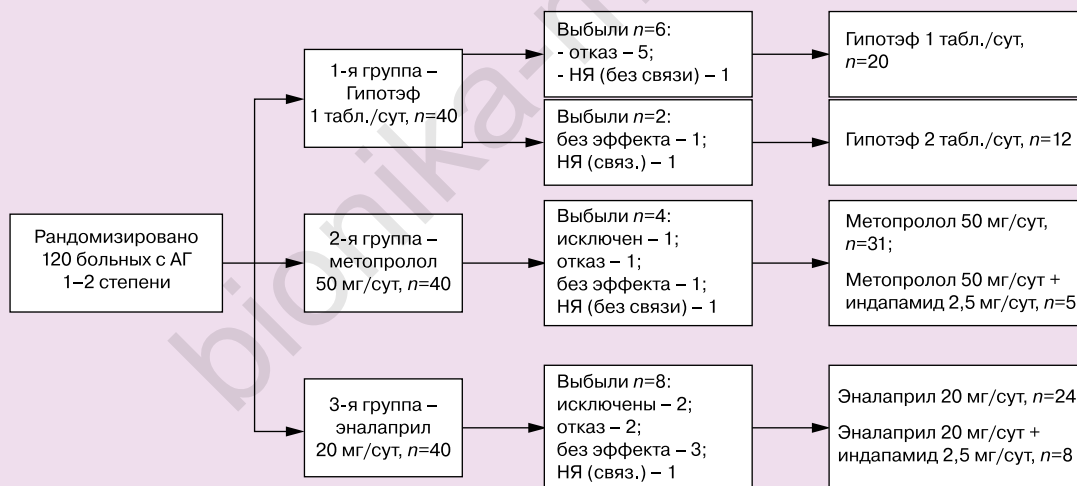 Рандомизировано
120 больных с АГ
1–2 степени
1-я группа –
Гипотэф
1 табл./сут, n=40
Выбыли n=6:
- отказ – 5;
- НЯ (без связи) – 1
Гипотэф 1 табл./сут,
n=20
Выбыли n=2:
без эффекта – 1;
НЯ (связ.) – 1
Гипотэф 2 табл./сут, n=12
2-я группа –
метопролол
50 мг/сут, n=40
Выбыли n=4:
исключен – 1;
отказ – 1;
без эффекта – 1;
НЯ (без связи) – 1
Метопролол 50 мг/сут,
n=31;
Метопролол 50 мг/сут +
индапамид 2,5 мг/сут, n=5
3-я группа –
эналаприл
20 мг/сут, n=40
Выбыли n=8:
исключены – 2;
отказ – 2;
без эффекта – 3;
НЯ (связ.) – 1
Эналаприл 20 мг/сут, n=24
Эналаприл 20 мг/сут +
индапамид 2,5 мг/сут, n=8
bionika-m